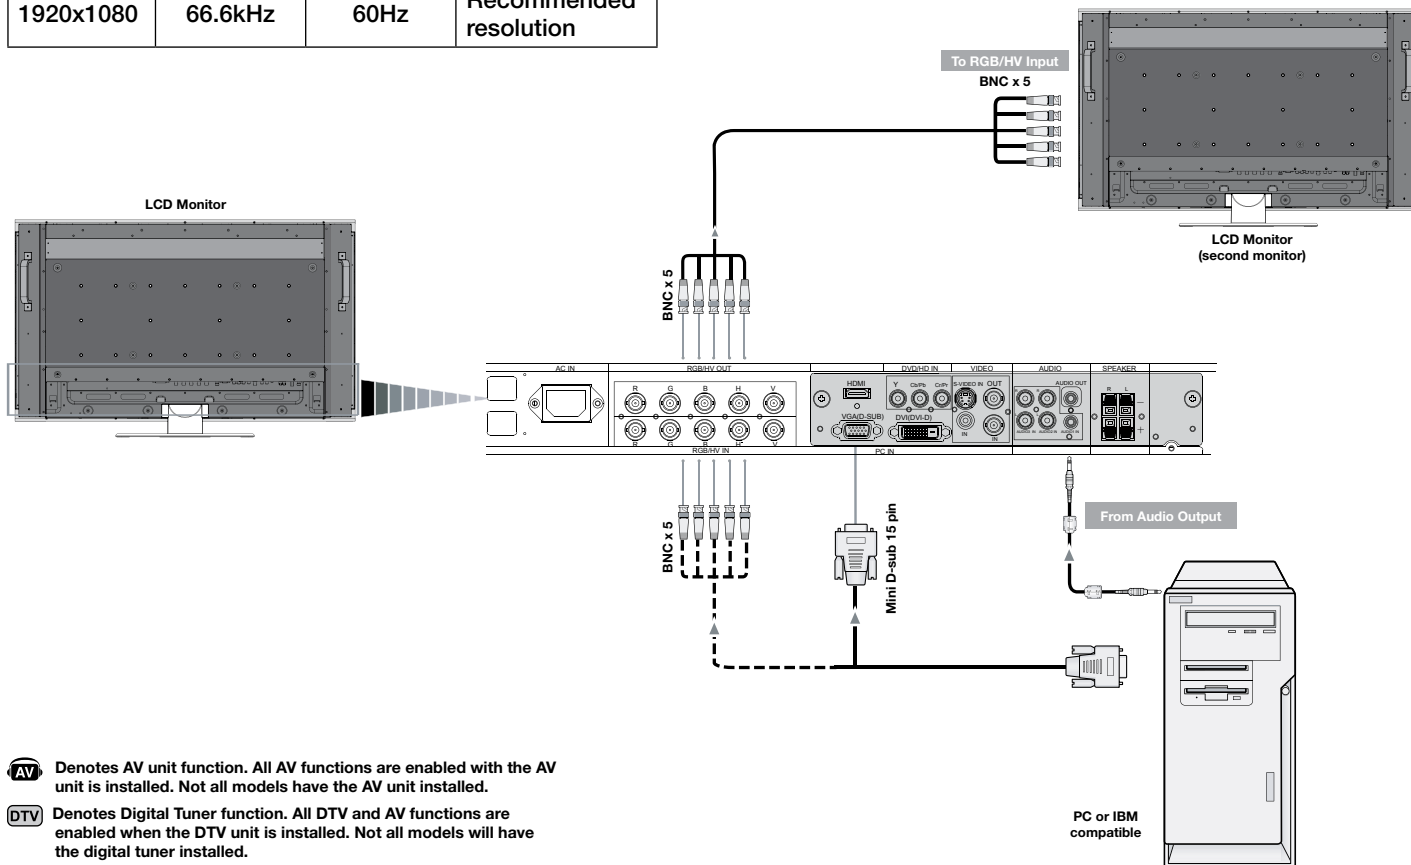 1920x1080 66.6kHz 60Hz Recommended
resolution
To RGB/HV Input
BNC x 5
LCD Monitor
LCD Monitor
(second monitor)
BNC x 5
AC IN RGB/HV OUT DVD/HD IN VIDEO AUDIO SPEAKER
R G B H V
HDMI Y Cb/Pb Cr/Pr S-VIDEO IN OUT AUDIO OUT R L
VGA(D-SUB) DVI(DVI-D)
IN IN AUDIO3 IN AUDIO2 IN AUDIO1 IN
R G B H V
RGB/HV IN PC IN
BNC x 5
Mini D-sub 15 pin
From Audio Output
AV Denotes AV unit function. All AV functions are enabled with the AV
unit is installed. Not all models have the AV unit installed.
DTV Denotes Digital Tuner function. All DTV and AV functions are
enabled when the DTV unit is installed. Not all models will have
the digital tuner installed.
PC or IBM
compatible